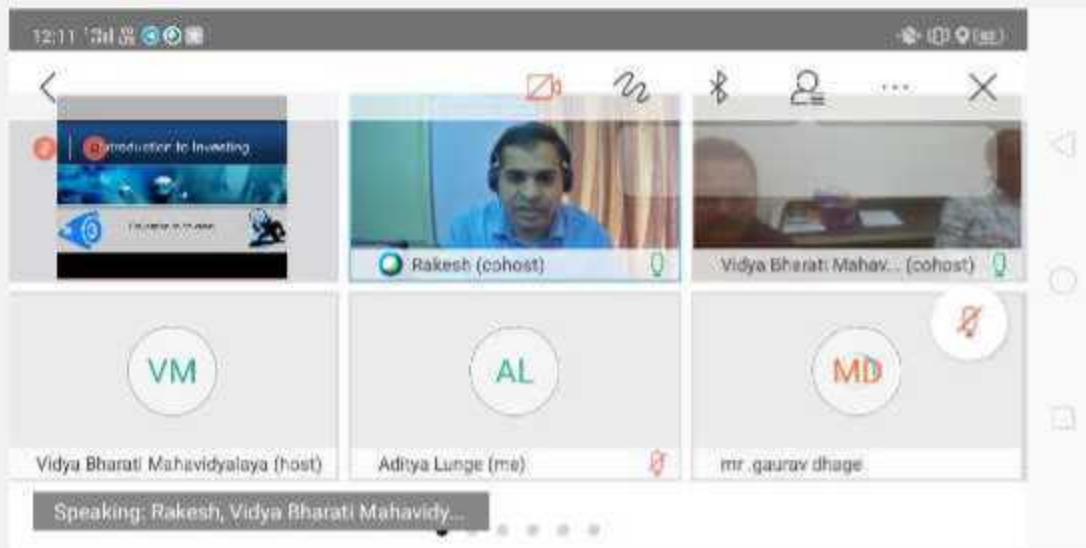 12:11
Introduction to Investing
Rakesh (cohost)
Vidya Bharati Mahav... (cohost)
VM
AL
MD
Vidya Bharati Mahavidyalaya (host)
Aditya Lunge (me)
mr .gaurav dhage
Speaking: Rakesh, Vidya Bharati Mahavidy...